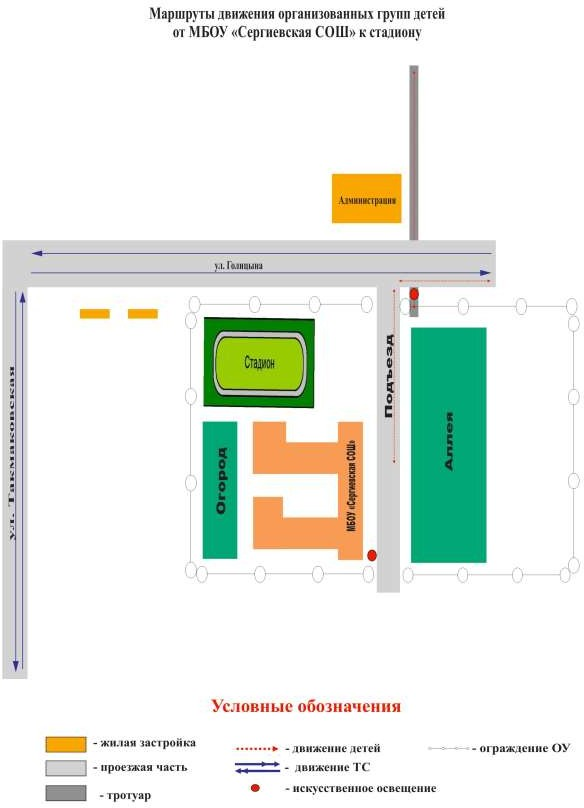 Маршруты движения организованных групп детей
от МБОУ «Сергиевская СОШ» к стадиону
Администрация
ул. Голицына
ул. Такмаковская
Стадион
Подъезд
Огород
МБОУ «Сергиевская СОШ»
Аллея
Условные обозначения
- жилая застройка
- проезжая часть
- тротуар
- движение детей
- движение ТС
- искусственное освещение
- ограждение ОУ